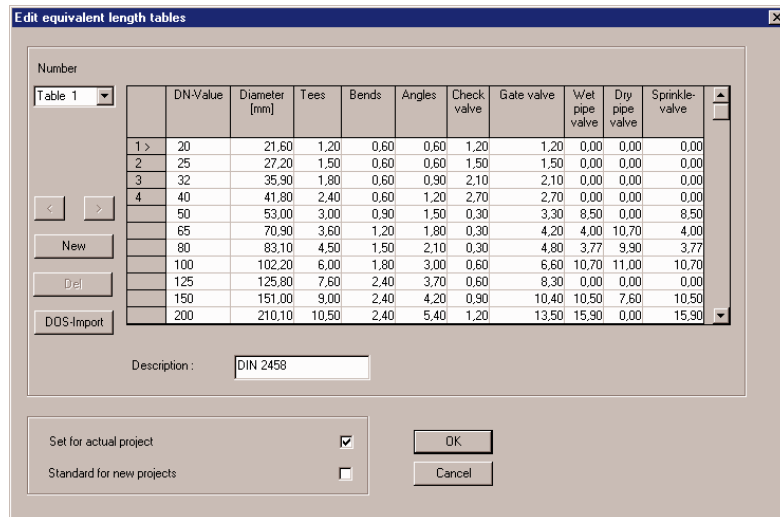 Edit equivalent length tables
Number
Table 1
DN-Value Diameter [mm] Tees Bends Angles Check valve Gate valve Wet pipe valve Dry pipe valve Sprinkle-valve
1 > 20 21,60 1,20 0,60 0,60 1,20 1,20 0,00 0,00 0,00
2 25 27,20 1,50 0,60 0,60 1,50 1,50 0,00 0,00 0,00
3 32 35,90 1,80 0,60 0,90 2,10 2,10 0,00 0,00 0,00
4 40 41,80 2,40 0,60 1,20 2,70 2,70 0,00 0,00 0,00
50 53,00 3,00 0,90 1,50 0,30 3,30 8,50 0,00 8,50
65 70,90 3,60 1,20 1,80 0,30 4,20 4,00 10,70 4,00
80 83,10 4,50 1,50 2,10 0,30 4,80 3,77 9,90 3,77
100 102,20 6,00 1,80 3,00 0,60 6,60 10,70 11,00 10,70
125 125,80 7,60 2,40 3,70 0,60 8,30 0,00 0,00 0,00
150 151,00 9,00 2,40 4,20 0,90 10,40 10,50 7,60 10,50
200 210,10 10,50 2,40 5,40 1,20 13,50 15,90 0,00 15,90
< >
New
Del
DOS-Import
Description : DIN 2458
Set for actual project
Standard for new projects
OK
Cancel